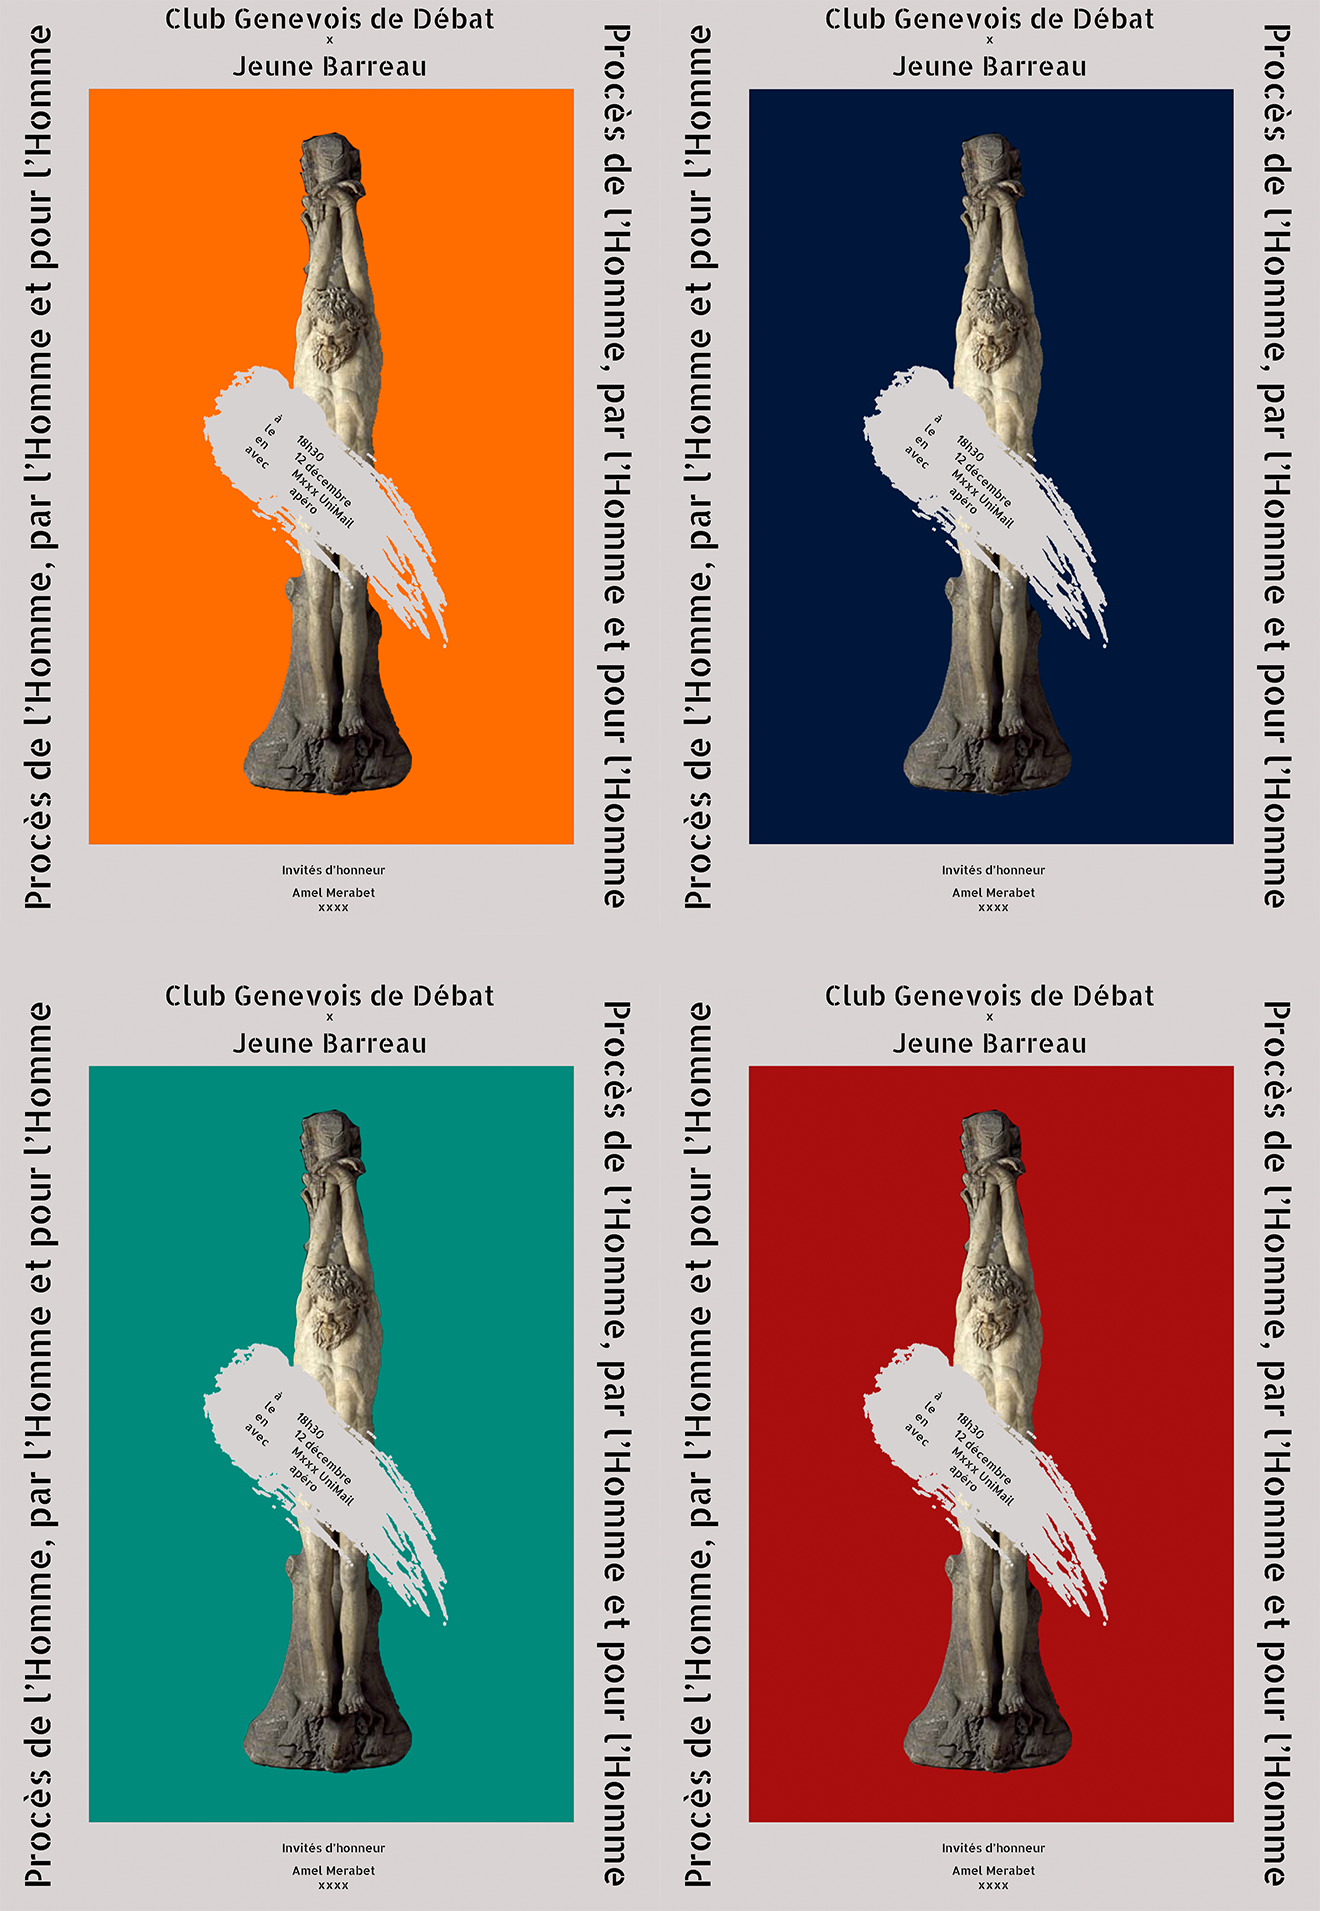 Club Genevois de Débat
x
Jeune Barreau
Procès de l'Homme, par l'Homme et pour l'Homme
à 18h30
le 12 décembre
en Mxxx UniMail
avec apéro
Procès de l'Homme, par l'Homme et pour l'Homme
Invités d'honneur
Amel Merabet
xxxx
Club Genevois de Débat
x
Jeune Barreau
Procès de l'Homme, par l'Homme et pour l'Homme
à 18h30
le 12 décembre
en Mxxx UniMail
avec apéro
Procès de l'Homme, par l'Homme et pour l'Homme
Invités d'honneur
Amel Merabet
xxxx
Club Genevois de Débat
x
Jeune Barreau
Procès de l'Homme, par l'Homme et pour l'Homme
à 18h30
le 12 décembre
en Mxxx UniMail
avec apéro
Procès de l'Homme, par l'Homme et pour l'Homme
Invités d'honneur
Amel Merabet
xxxx
Club Genevois de Débat
x
Jeune Barreau
Procès de l'Homme, par l'Homme et pour l'Homme
à 18h30
le 12 décembre
en Mxxx UniMail
avec apéro
Procès de l'Homme, par l'Homme et pour l'Homme
Invités d'honneur
Amel Merabet
xxxx